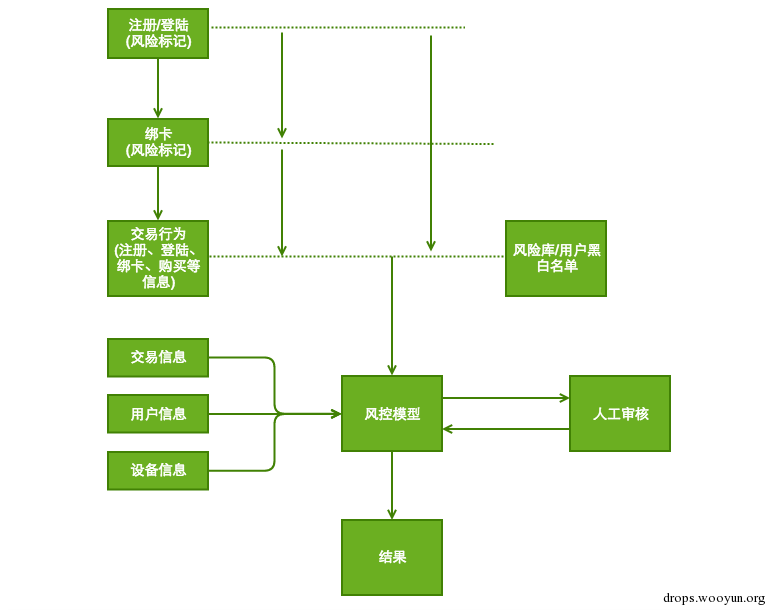 注册/登陆
(风险标记)
绑卡
(风险标记)
交易行为
(注册、登陆、
绑卡、购买等
信息)
风险库/用户黑
白名单
交易信息
用户信息
设备信息
风控模型
人工审核
结果
drops.wooyun.org